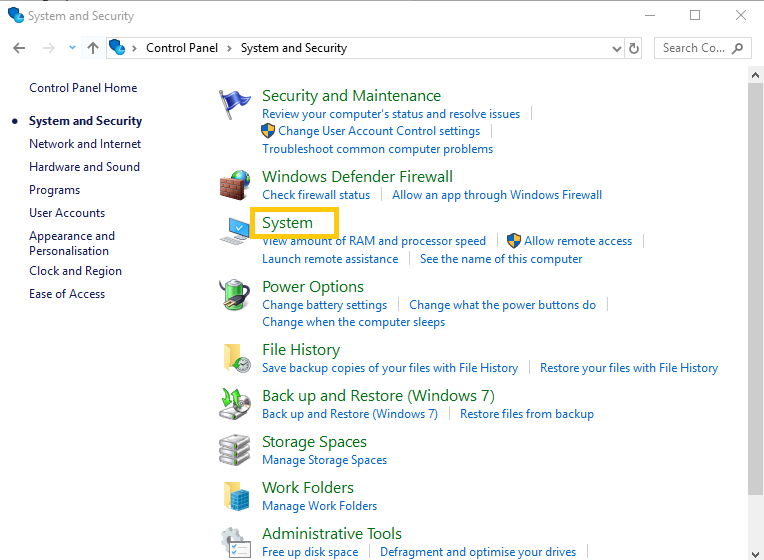 System and Security
Control Panel > System and Security
Search Co...
Control Panel Home
System and Security
Network and Internet
Hardware and Sound
Programs
User Accounts
Appearance and
Personalisation
Clock and Region
Ease of Access
Security and Maintenance
Review your computer's status and resolve issues
Change User Account Control settings
Troubleshoot common computer problems
Windows Defender Firewall
Check firewall status | Allow an app through Windows Firewall
System
View amount of RAM and processor speed | Allow remote access
Launch remote assistance | See the name of this computer
Power Options
Change battery settings | Change what the power buttons do
Change when the computer sleeps
File History
Save backup copies of your files with File History | Restore your files with File History
Back up and Restore (Windows 7)
Back up and Restore (Windows 7) | Restore files from backup
Storage Spaces
Manage Storage Spaces
Work Folders
Manage Work Folders
Administrative Tools
Free up disk space | Defragment and optimise your drives